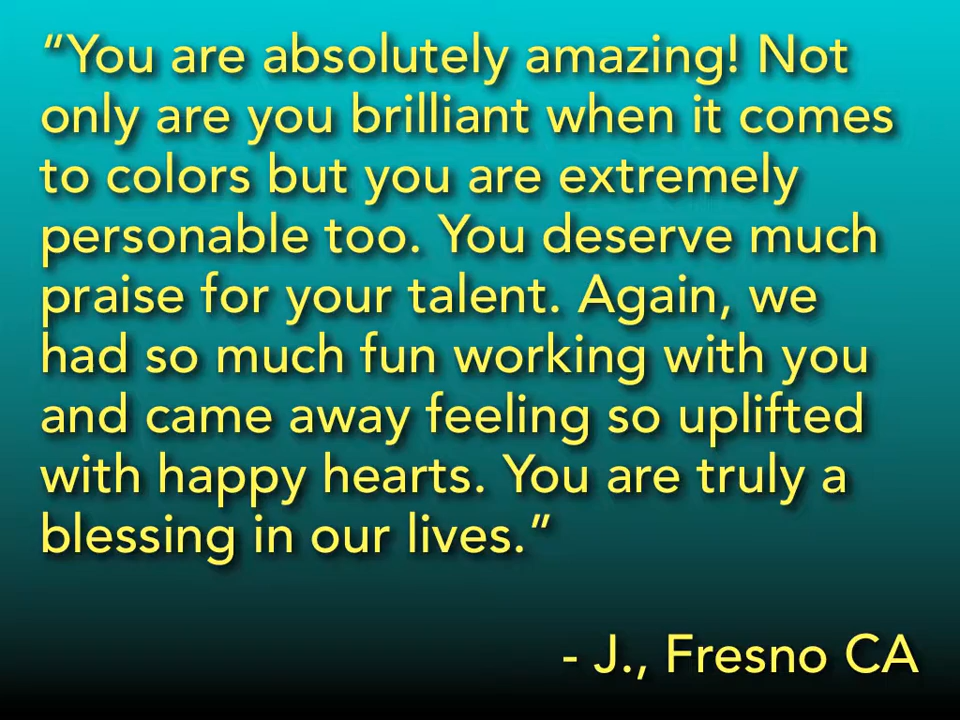 “You are absolutely amazing! Not
only are you brilliant when it comes
to colors but you are extremely
personable too. You deserve much
praise for your talent. Again, we
had so much fun working with you
and came away feeling so uplifted
with happy hearts. You are truly a
blessing in our lives.”
- J., Fresno CA